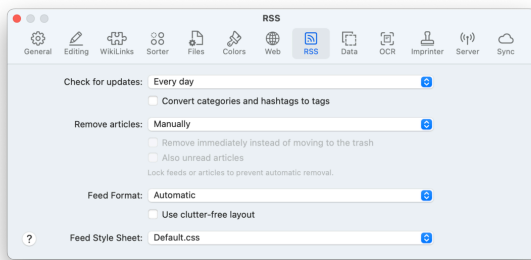 RSS
General Editing WikiLinks Sorter Files Colors Web RSS Data OCR Imprinter Server Sync
Check for updates: Every day
Convert categories and hashtags to tags
Remove articles: Manually
Remove immediately instead of moving to the trash
Also unread articles
Lock feeds or articles to prevent automatic removal.
Feed Format: Automatic
Use clutter-free layout
? Feed Style Sheet: Default.css